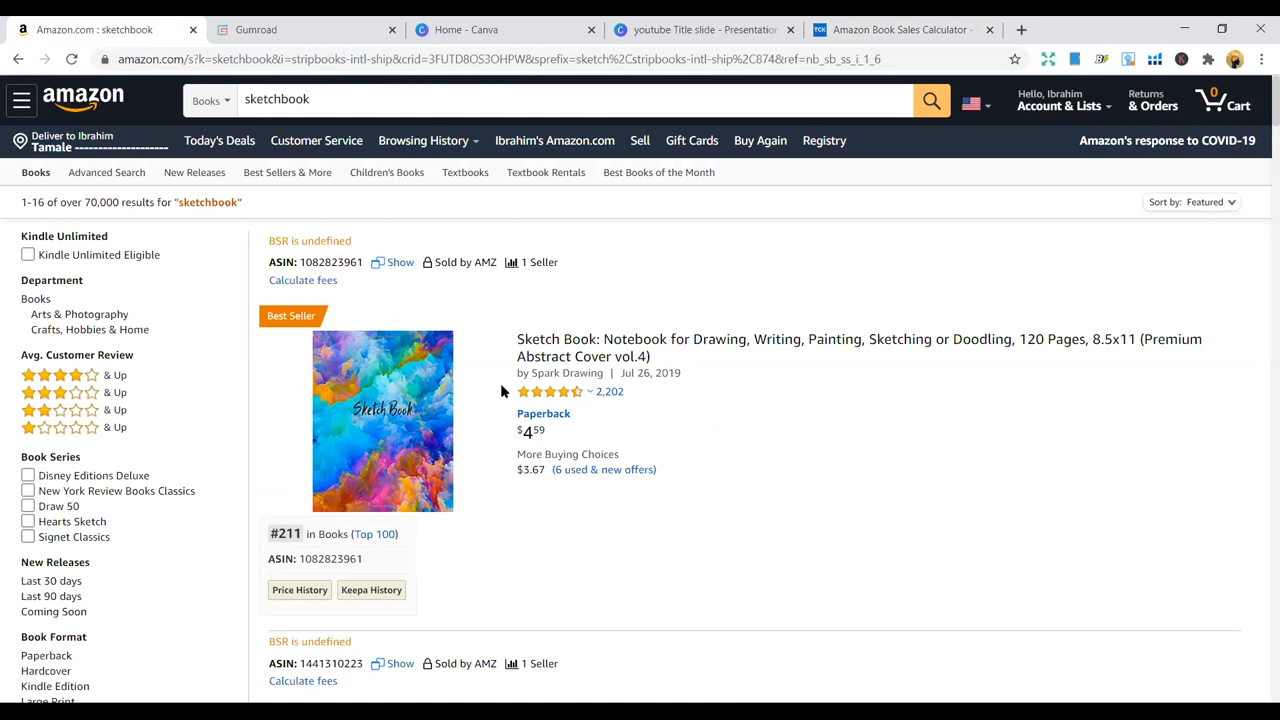 Amazon.com : sketchbook
Gumroad
Home - Canva
youtube Title slide - Presentation
Amazon Book Sales Calculator -
amazon.com/s?k=sketchbook&i=stripbooks-intl-ship&crid=3FUTD8OS2OHPW&sprefix=sketch%2Cstripbooks-intl-ship%2C874&ref=nb_sb_ss_i_1_6
amazon
Books
sketchbook
Hello, Ibrahim
Account & Lists
Returns
& Orders
0
Cart
Deliver to Ibrahim
Tamale ---------------------
Today's Deals
Customer Service
Browsing History
Ibrahim's Amazon.com
Sell
Gift Cards
Buy Again
Registry
Amazon's response to COVID-19
Books
Advanced Search
New Releases
Best Sellers & More
Children's Books
Textbooks
Textbook Rentals
Best Books of the Month
1-16 of over 70,000 results for "sketchbook"
Sort by: Featured
Kindle Unlimited
Kindle Unlimited Eligible
Department
Books
Arts & Photography
Crafts, Hobbies & Home
Avg. Customer Review
& Up
& Up
& Up
& Up
Book Series
Disney Editions Deluxe
New York Review Books Classics
Draw 50
Hearts Sketch
Signet Classics
New Releases
Last 30 days
Last 90 days
Coming Soon
Book Format
Paperback
Hardcover
Kindle Edition
Large Print
BSR is undefined
ASIN: 1082823961 Show Sold by AMZ 1 Seller
Calculate fees
Best Seller
Sketch Book
Sketch Book: Notebook for Drawing, Writing, Painting, Sketching or Doodling, 120 Pages, 8.5x11 (Premium
Abstract Cover vol.4)
by Spark Drawing | Jul 26, 2019
2,202
Paperback
$4 59
More Buying Choices
$3.67 (6 used & new offers)
#211 in Books (Top 100)
ASIN: 1082823961
Price History
Keepa History
BSR is undefined
ASIN: 1441310223 Show Sold by AMZ 1 Seller
Calculate fees